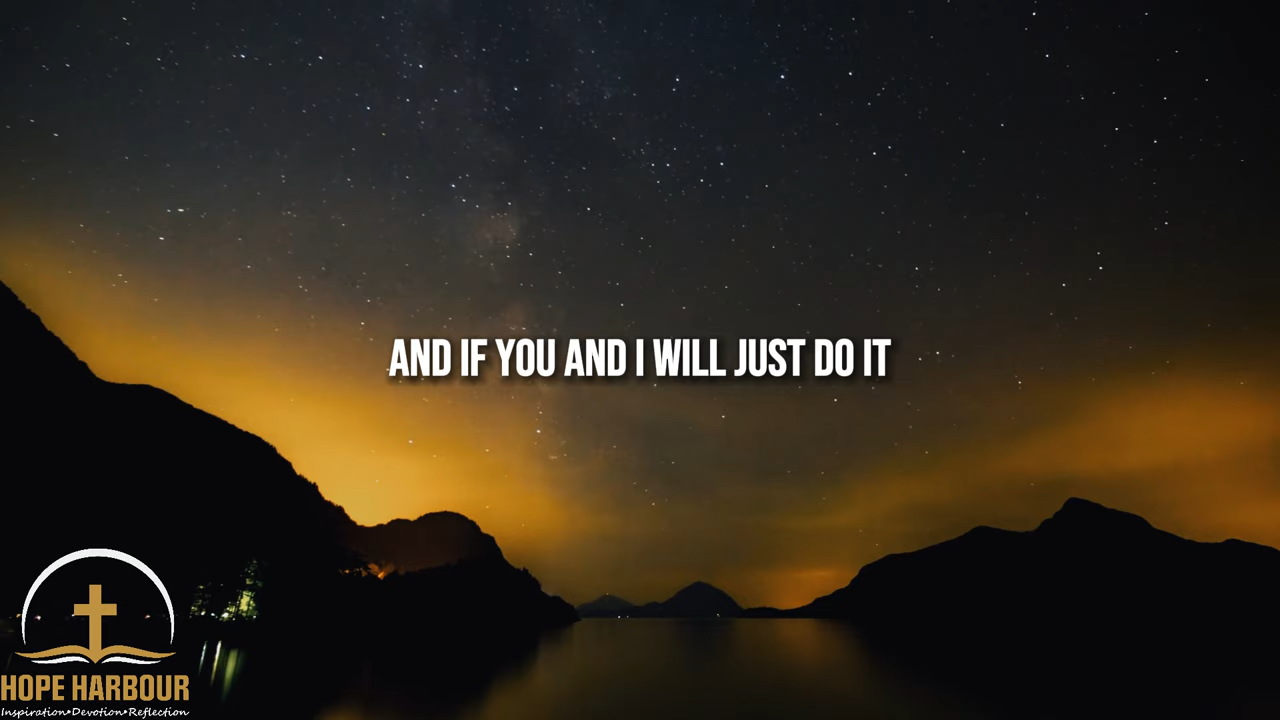 AND IF YOU AND I WILL JUST DO IT
HOPE HARBOUR
Inspiration•Devotion•Reflection